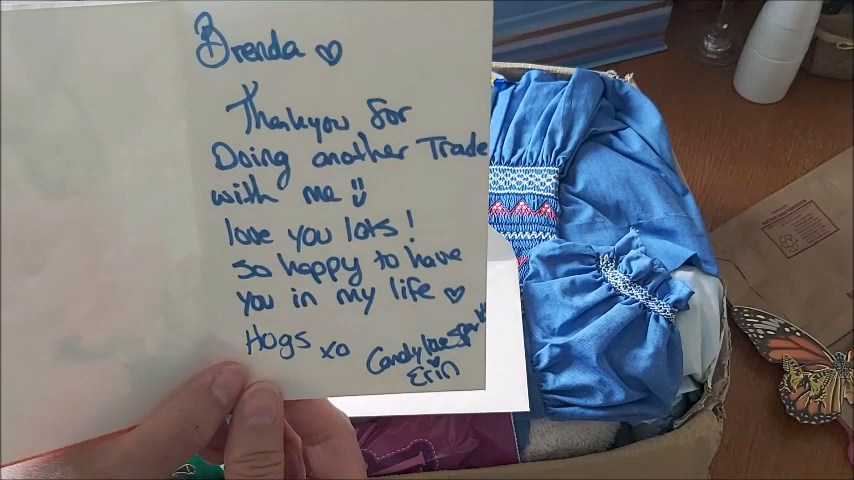 Brenda ♡
Thankyou for
Doing another Trade
with me
love you lots!
so happy to have
you in my life ♡
Hugs xo
Erin